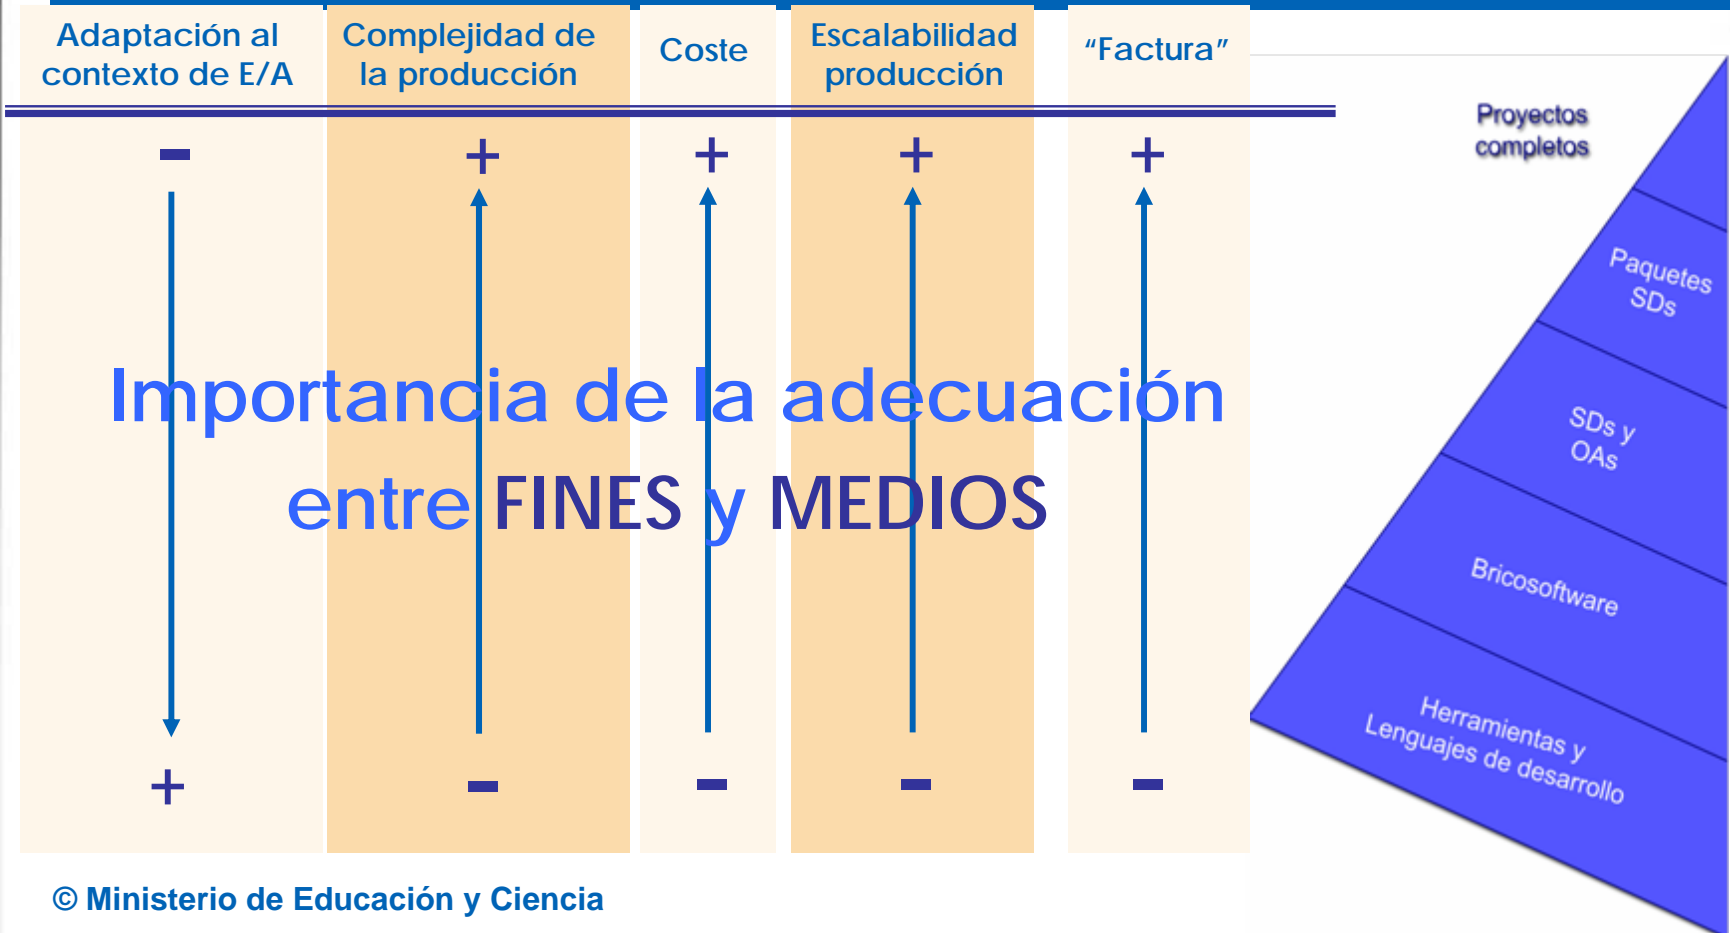 Adaptación al
contexto de E/A
Complejidad de
la producción
Coste
Escalabilidad
producción
“Factura”
-
+
+
+
+
Importancia de la adecuación
entre FINES y MEDIOS
+
-
-
-
-
Proyectos
completos
Paquetes
SDs
SDs y
OAs
Bricosoftware
Herramientas y
Lenguajes de desarrollo
© Ministerio de Educación y Ciencia